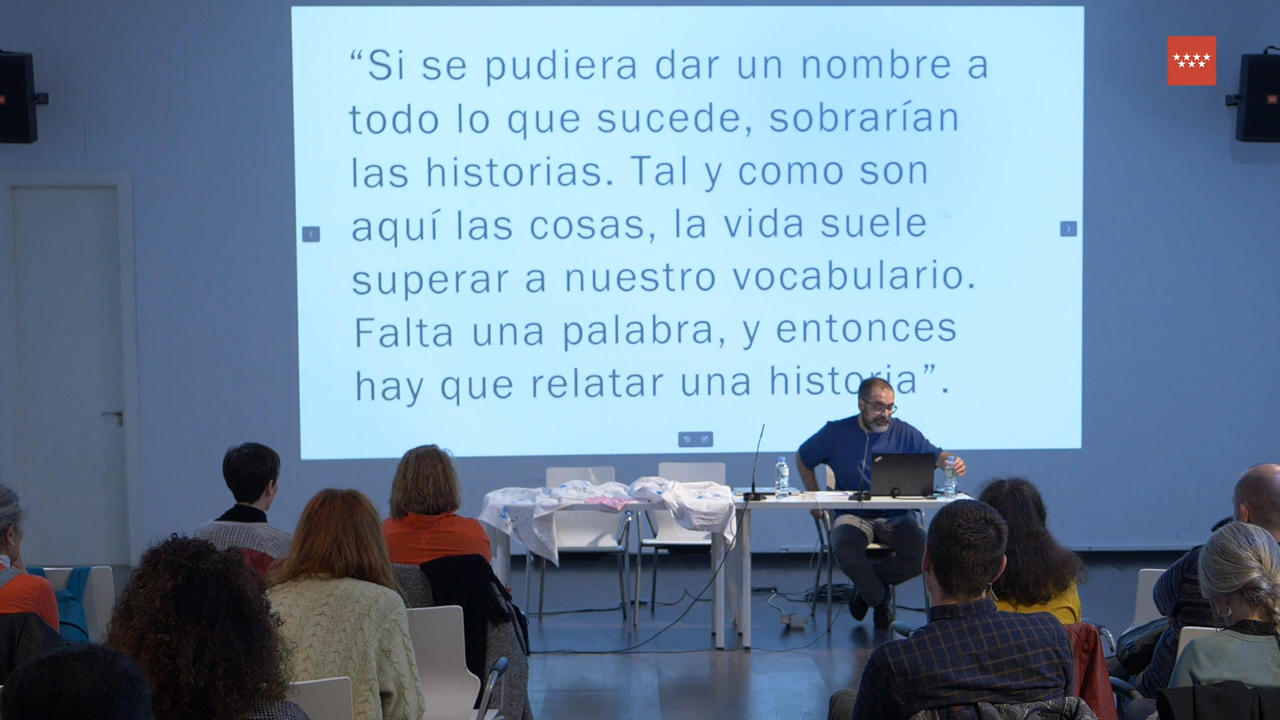 “Si se pudiera dar un nombre a
todo lo que sucede, sobrarían
las historias. Tal y como son
aquí las cosas, la vida suele
superar a nuestro vocabulario.
Falta una palabra, y entonces
hay que relatar una historia”.